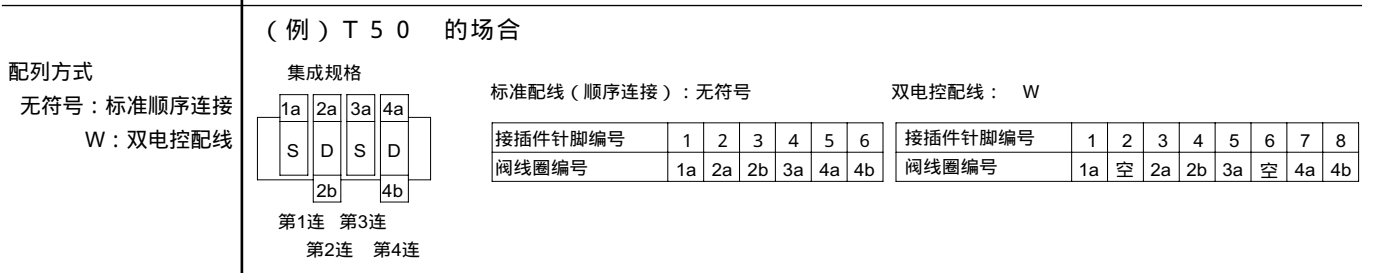 (例)T50 的场合
配列方式
无符号：标准顺序连接
W：双电控配线
集成规格
1a 2a 3a 4a
S D S D
2b 4b
第1连 第3连
第2连 第4连
标准配线（顺序连接）：无符号
接插件针脚编号 1 2 3 4 5 6
阀线圈编号 1a 2a 2b 3a 4a 4b
双电控配线： W
接插件针脚编号 1 2 3 4 5 6 7 8
阀线圈编号 1a 空 2a 2b 3a 空 4a 4b